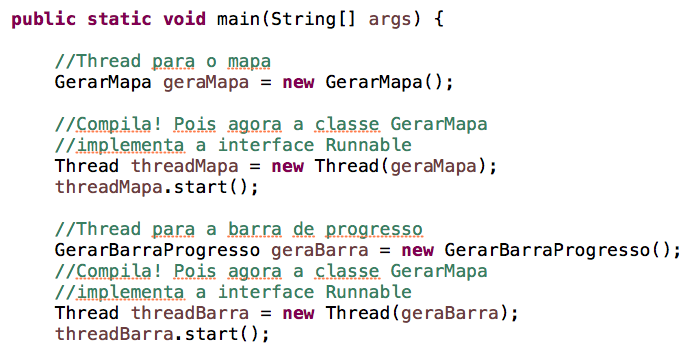 public static void main(String[] args) {
//Thread para o mapa
GerarMapa geraMapa = new GerarMapa();
//Compila! Pois agora a classe GerarMapa
//implementa a interface Runnable
Thread threadMapa = new Thread(geraMapa);
threadMapa.start();
//Thread para a barra de progresso
GerarBarraProgresso geraBarra = new GerarBarraProgresso();
//Compila! Pois agora a classe GerarMapa
//implementa a interface Runnable
Thread threadBarra = new Thread(geraBarra);
threadBarra.start();